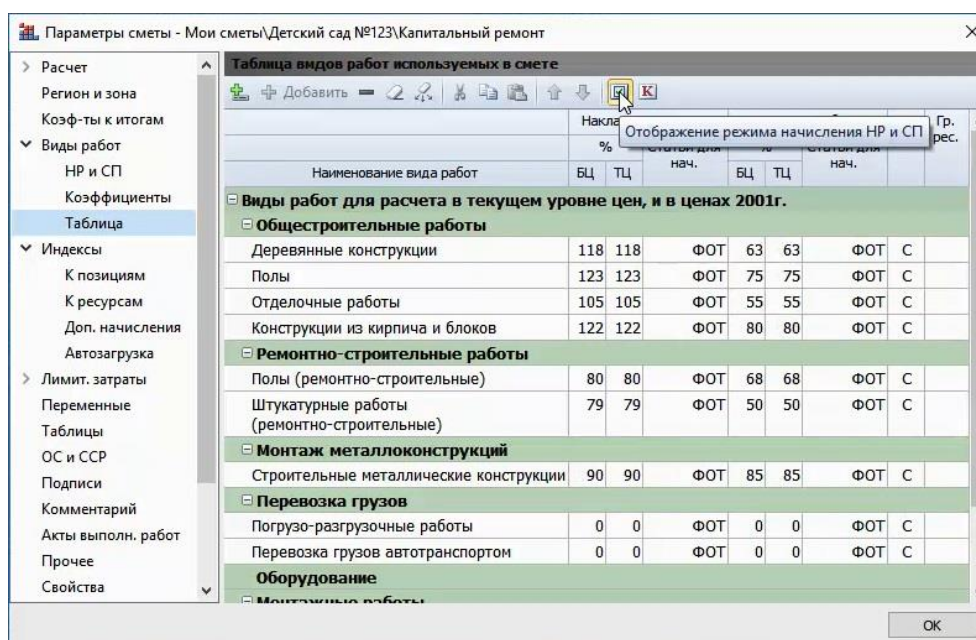 Параметры сметы - Мои сметы\Детский сад №123\Капитальный ремонт
Расчет
Регион и зона
Коэф-ты к итогам
Виды работ
НР и СП
Коэффициенты
Таблица
Индексы
К позициям
К ресурсам
Доп. начисления
Автозагрузка
Лимит. затраты
Переменные
Таблицы
ОС и ССР
Подписи
Комментарий
Акты выполн. работ
Прочее
Свойства
Таблица видов работ используемых в смете
Добавить K
Отображение режима начисления НР и СП
Гр. рес.
% Статьи для нач. % Статьи для нач.
Наименование вида работ БЦ ТЦ БЦ ТЦ
Виды работ для расчета в текущем уровне цен, и в ценах 2001г.
Общестроительные работы
Деревянные конструкции 118 118 ФОТ 63 63 ФОТ С
Полы 123 123 ФОТ 75 75 ФОТ С
Отделочные работы 105 105 ФОТ 55 55 ФОТ С
Конструкции из кирпича и блоков 122 122 ФОТ 80 80 ФОТ С
Ремонтно-строительные работы
Полы (ремонтно-строительные) 80 80 ФОТ 68 68 ФОТ С
Штукатурные работы
(ремонтно-строительные) 79 79 ФОТ 50 50 ФОТ С
Монтаж металлоконструкций
Строительные металлические конструкции 90 90 ФОТ 85 85 ФОТ С
Перевозка грузов
Погрузо-разгрузочные работы 0 0 ФОТ 0 0 ФОТ С
Перевозка грузов автотранспортом 0 0 ФОТ 0 0 ФОТ С
Оборудование
Монтажные работы
ОК